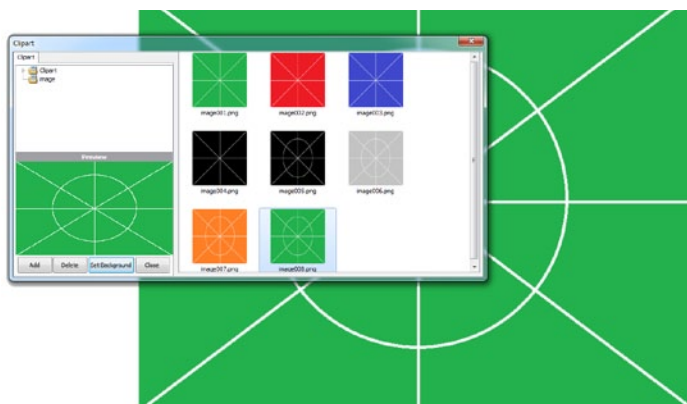 Clipart
Clipart
Clipart
image
Preview
Add Delete Set Background Close
image001.png image002.png image003.png
image004.png image005.png image006.png
image007.png image008.png